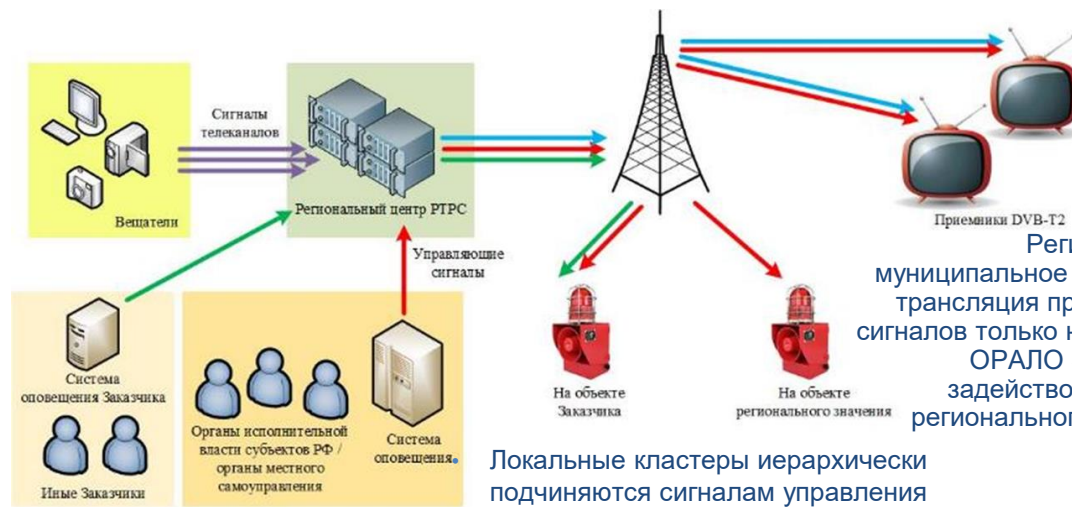 Сигналы
телеканалов
Вещатели
Региональный центр РТРС
Управляющие
сигналы
Приемники DVB-T2
Система
оповещения Заказчика
Иные Заказчики
Органы исполнительной
власти субъектов РФ /
органы местного
самоуправления
Система
оповещения
На объекте
Заказчика
На объекте
регионального значения
муниципальное
трансляция
сигналов только
ОРАЛО
регионального
• Локальные кластеры иерархически
подчиняются сигналам управления